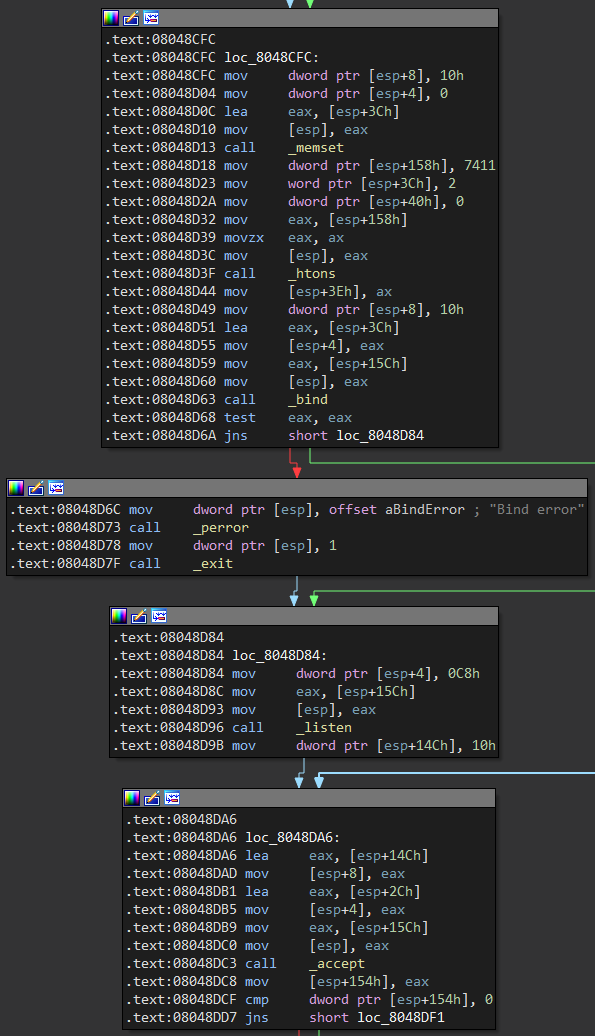 .text:08048CFC
.text:08048CFC loc_8048CFC:
.text:08048CFC mov dword ptr [esp+8], 10h
.text:08048D04 mov dword ptr [esp+4], 0
.text:08048D0C lea eax, [esp+3Ch]
.text:08048D10 mov [esp], eax
.text:08048D13 call _memset
.text:08048D18 mov dword ptr [esp+158h], 7411
.text:08048D23 mov word ptr [esp+3Ch], 2
.text:08048D2A mov dword ptr [esp+40h], 0
.text:08048D32 mov eax, [esp+158h]
.text:08048D39 movzx eax, ax
.text:08048D3C mov [esp], eax
.text:08048D3F call _htons
.text:08048D44 mov [esp+3Eh], ax
.text:08048D49 mov dword ptr [esp+8], 10h
.text:08048D51 lea eax, [esp+3Ch]
.text:08048D55 mov [esp+4], eax
.text:08048D59 mov eax, [esp+15Ch]
.text:08048D60 mov [esp], eax
.text:08048D63 call _bind
.text:08048D68 test eax, eax
.text:08048D6A jns short loc_8048D84
.text:08048D6C mov dword ptr [esp], offset aBindError ; "Bind error"
.text:08048D73 call _perror
.text:08048D78 mov dword ptr [esp], 1
.text:08048D7F call _exit
.text:08048D84
.text:08048D84 loc_8048D84:
.text:08048D84 mov dword ptr [esp+4], 0C8h
.text:08048D8C mov eax, [esp+15Ch]
.text:08048D93 mov [esp], eax
.text:08048D96 call _listen
.text:08048D9B mov dword ptr [esp+14Ch], 10h
.text:08048DA6
.text:08048DA6 loc_8048DA6:
.text:08048DA6 lea eax, [esp+14Ch]
.text:08048DAD mov [esp+8], eax
.text:08048DB1 lea eax, [esp+2Ch]
.text:08048DB5 mov [esp+4], eax
.text:08048DB9 mov eax, [esp+15Ch]
.text:08048DC0 mov [esp], eax
.text:08048DC3 call _accept
.text:08048DC8 mov [esp+154h], eax
.text:08048DCF cmp dword ptr [esp+154h], 0
.text:08048DD7 jns short loc_8048DF1